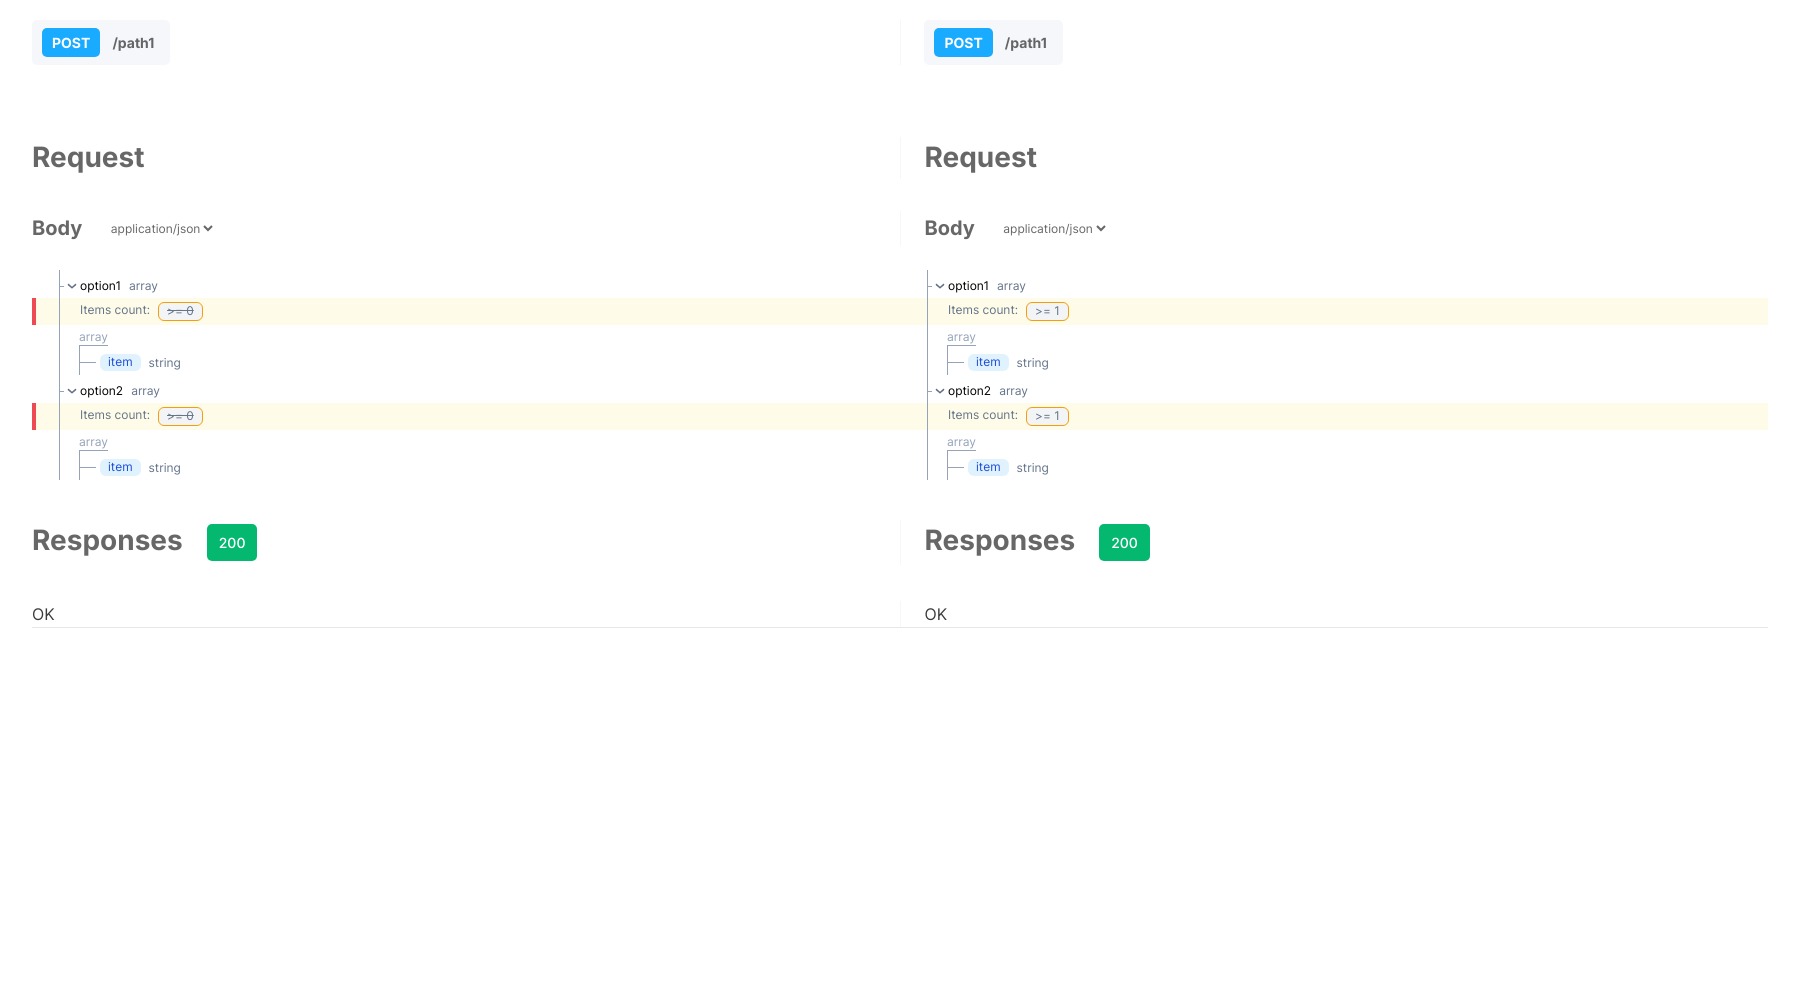 POST /path1 POST /path1
Request Request
Body application/json Body application/json
option1 array option1 array
Items count: >= 0 Items count: >= 1
array array
item string item string
option2 array option2 array
Items count: >= 0 Items count: >= 1
array array
item string item string
Responses 200 Responses 200
OK OK